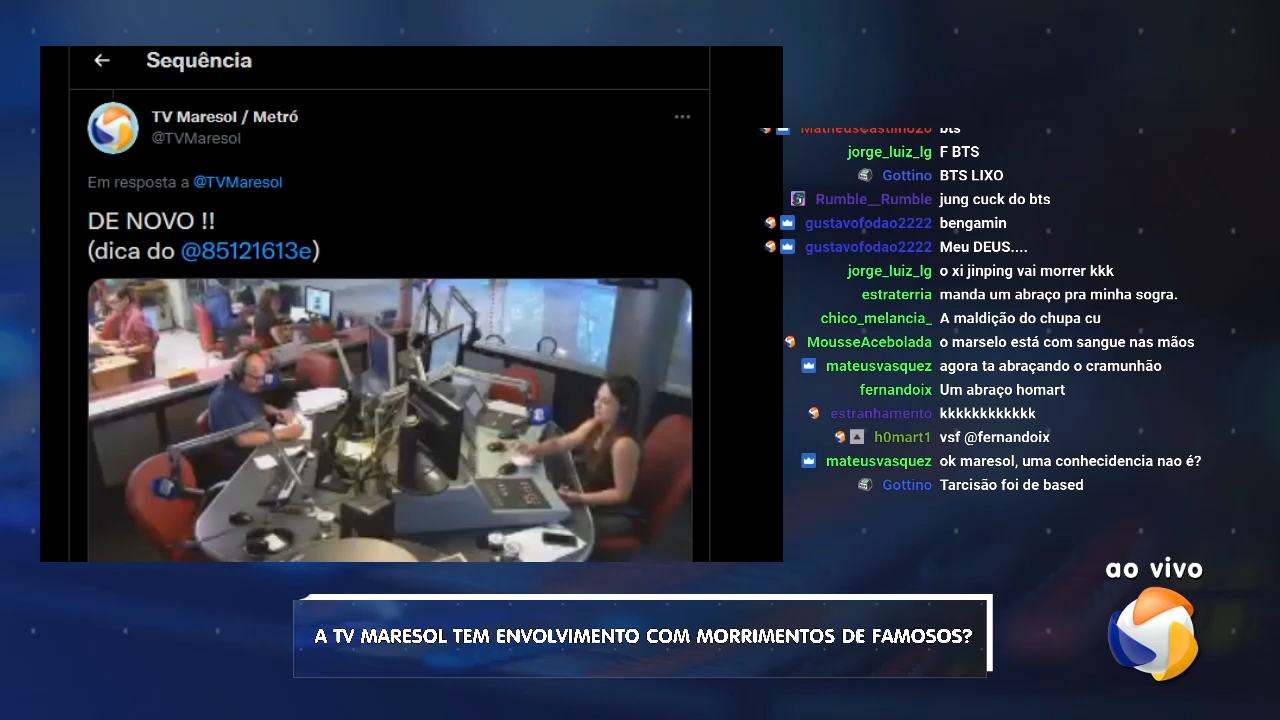 Sequência
TV Maresol / Metró
@TVMaresol
Em resposta a @TVMaresol
DE NOVO !!
(dica do @85121613e)
MatheusCastilho20 bts
jorge_luiz_lg F BTS
Gottino BTS LIXO
Rumble__Rumble jung cuck do bts
gustavofodao2222 bengamin
gustavofodao2222 Meu DEUS....
jorge_luiz_lg o xi jinping vai morrer kkk
estraterria manda um abraço pra minha sogra.
chico_melancia_ A maldição do chupa cu
MousseAcebolada o marselo está com sangue nas mãos
mateusvasquez agora ta abraçando o cramunhão
fernandoix Um abraço homart
estranhamento kkkkkkkkkkkk
h0mart1 vsf @fernandoix
mateusvasquez ok maresol, uma conhecidencia nao é?
Gottino Tarcisão foi de based
ao vivo
A TV MARESOL TEM ENVOLVIMENTO COM MORRIMENTOS DE FAMOSOS?